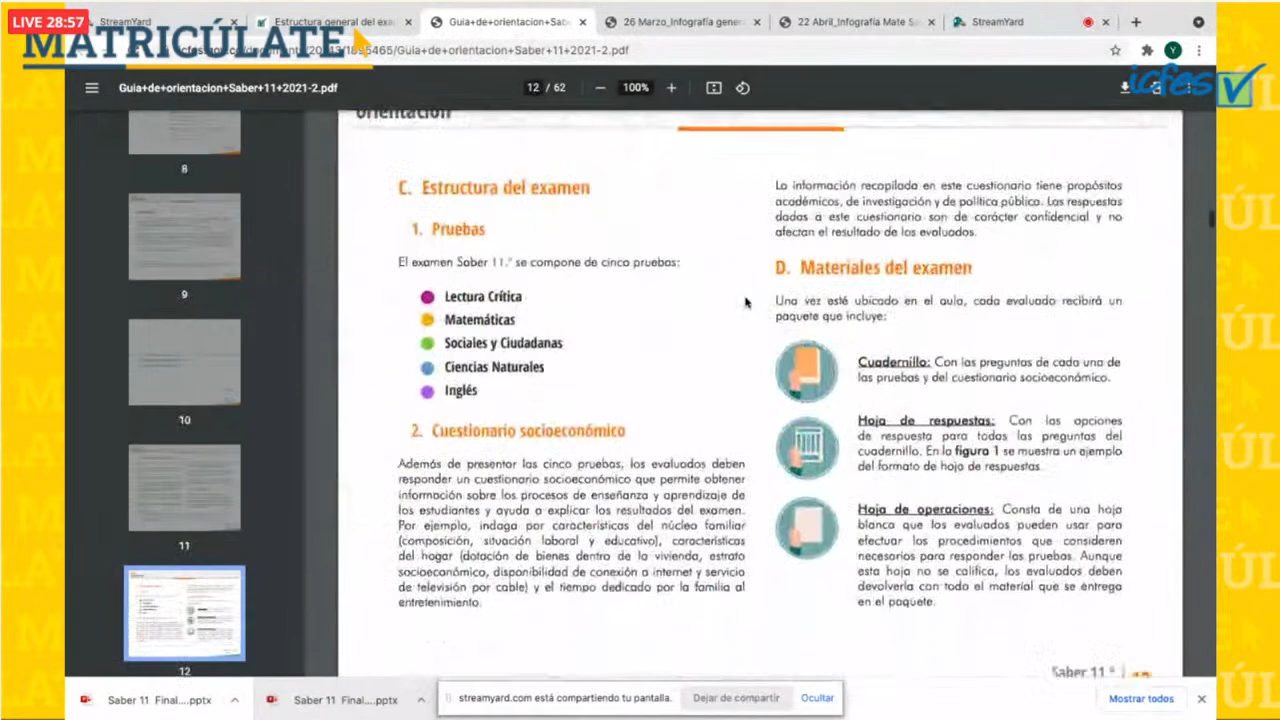 LIVE 28:57
StreamYard
Estructura general del exa
Guia+de+orientacion+Sabe
26 Marzo_Infografía genera
22 Abril_Infografía Mate Se
StreamYard
MATRICÚLATE
465/Guia+de+orientacion+Saber+11+2021-2.pdf
icfes
Guia+de+orientacion+Saber+11+2021-2.pdf
12 / 62
100%
orientación
8
9
10
11
12
C. Estructura del examen
1. Pruebas
El examen Saber 11.° se compone de cinco pruebas:
Lectura Crítica
Matemáticas
Sociales y Ciudadanas
Ciencias Naturales
Inglés
2. Cuestionario socioeconómico
Además de presentar las cinco pruebas, los evaluados deben
responder un cuestionario socioeconómico que permite obtener
información sobre los procesos de enseñanza y aprendizaje de
los estudiantes y ayuda a explicar los resultados del examen.
Por ejemplo, indaga por características del núcleo familiar
(composición, situación laboral y educativo), características
del hogar (dotación de bienes dentro de la vivienda, estrato
socioeconómico, disponibilidad de conexión a internet y servicio
de televisión por cable) y el tiempo dedicado por la familia al
entretenimiento.
La información recopilada en este cuestionario tiene propósitos
académicos, de investigación y de política pública. Las respuestas
dadas a este cuestionario son de carácter confidencial y no
afectan el resultado de los evaluados.
D. Materiales del examen
Una vez esté ubicado en el aula, cada evaluado recibirá un
paquete que incluye:
Cuadernillo: Con las preguntas de cada una de
las pruebas y del cuestionario socioeconómico.
Hoja de respuestas: Con las opciones
de respuesta para todas las preguntas del
cuadernillo. En la figura 1 se muestra un ejemplo
del formato de hoja de respuestas.
Hoja de operaciones: Consta de una hoja
blanca que los evaluados pueden usar para
efectuar los procedimientos que consideren
necesarios para responder las pruebas. Aunque
esta hoja no se califica, los evaluados deben
devolverla con todo el material que se entrega
en el paquete.
Saber 11.°
Saber 11 Final....pptx
Saber 11 Final....pptx
streamyard.com está compartiendo tu pantalla.
Dejar de compartir
Ocultar
Mostrar todos